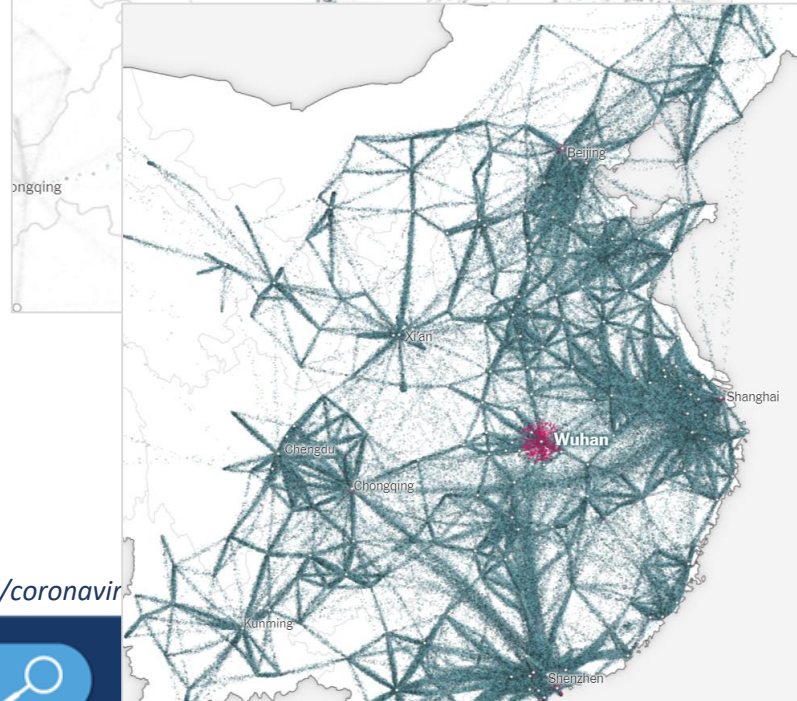 Beijing
ongqing
Xi'an
Shanghai
Wuhan
Chengdu
Chongqing
/coronavir
Kunming
Shenzhen